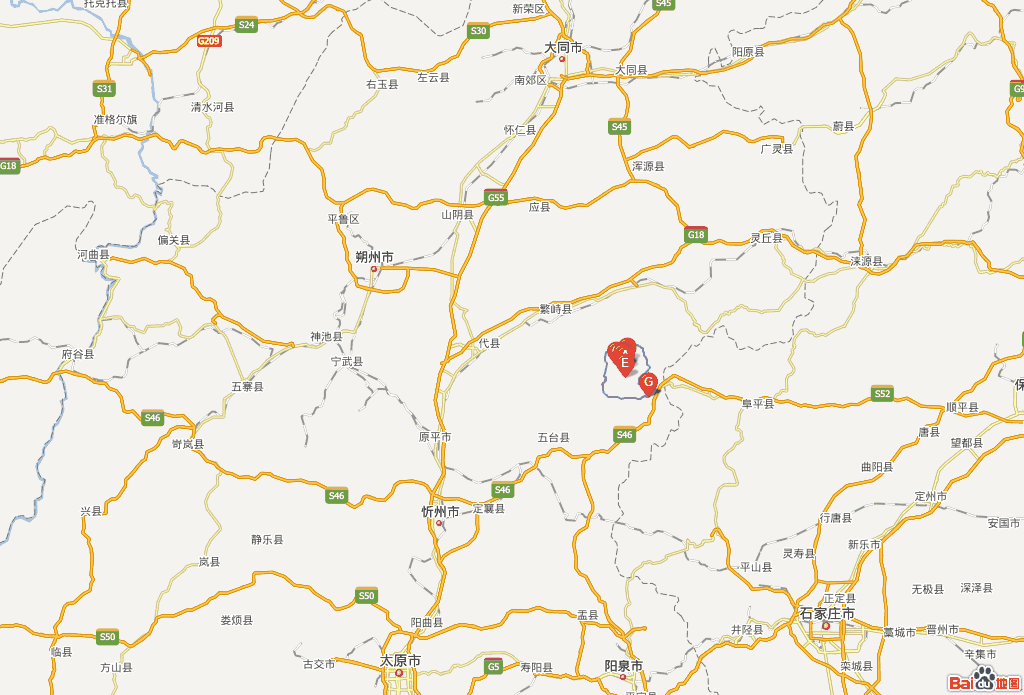 托克托县
新荣区
S45
S24
S30
G209
大同市
阳原县
大同县
左云县
南郊区
右玉县
S31
清水河县
准格尔旗
怀仁县
S45
蔚县
广灵县
G18
浑源县
G55
应县
山阴县
平鲁区
G18
偏关县
灵丘县
河曲县
朔州市
涞源县
繁峙县
神池县
代县
府谷县
宁武县
E
G
五寨县
S52
阜平县
顺平县
S46
唐县
原平市
五台县
S46
望都县
岢岚县
曲阳县
S46
S46
定州市
兴县
忻州市
定襄县
行唐县
安国市
静乐县
新乐市
灵寿县
岚县
平山县
无极县
深泽县
S50
正定县
娄烦县
阳曲县
盂县
石家庄市
井陉县
藁城市
晋州市
S50
临县
方山县
古交市
太原市
G5
寿阳县
阳泉市
栾城县
辛集市
Bai du 地图